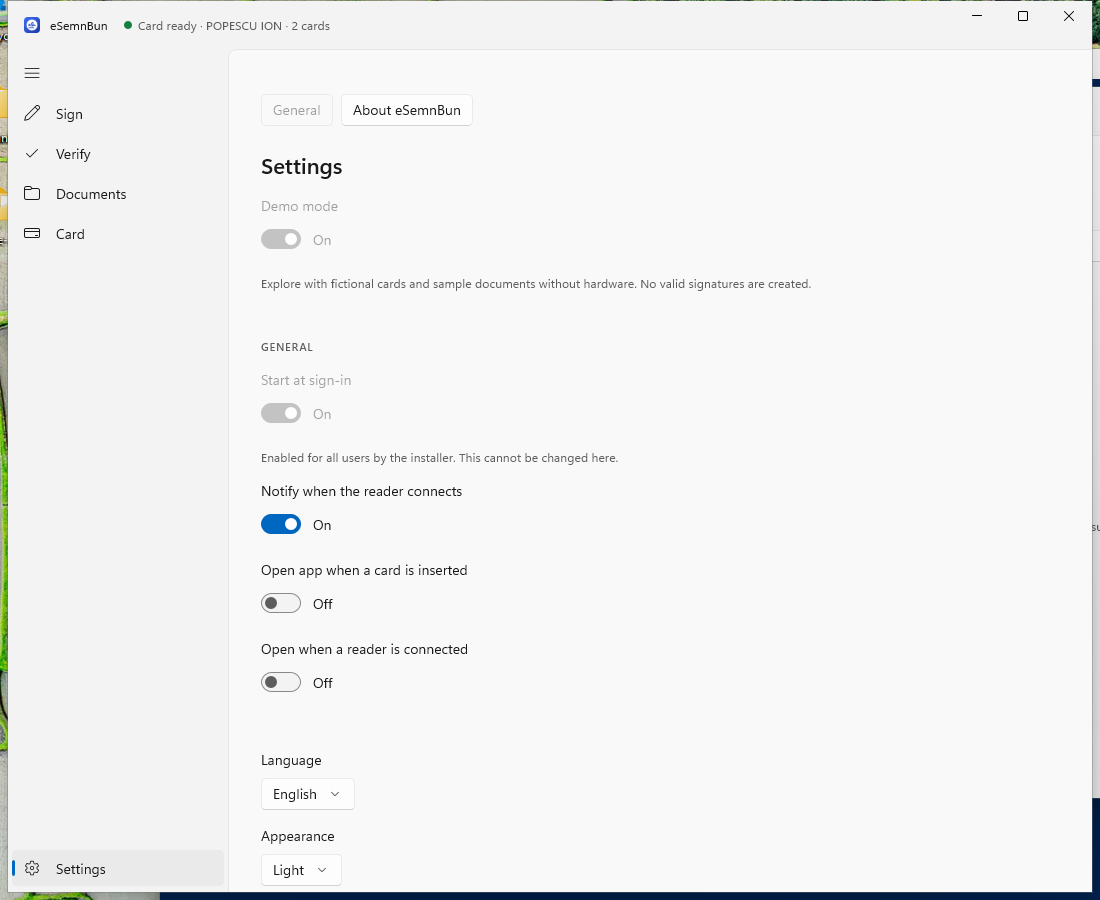 eSemnBun
Card ready · POPESCU ION · 2 cards
Sign
Verify
Documents
Card
Settings
General
About eSemnBun
Settings
Demo mode
On
Explore with fictional cards and sample documents without hardware. No valid signatures are created.
GENERAL
Start at sign-in
On
Enabled for all users by the installer. This cannot be changed here.
Notify when the reader connects
On
Open app when a card is inserted
Off
Open when a reader is connected
Off
Language
English
Appearance
Light